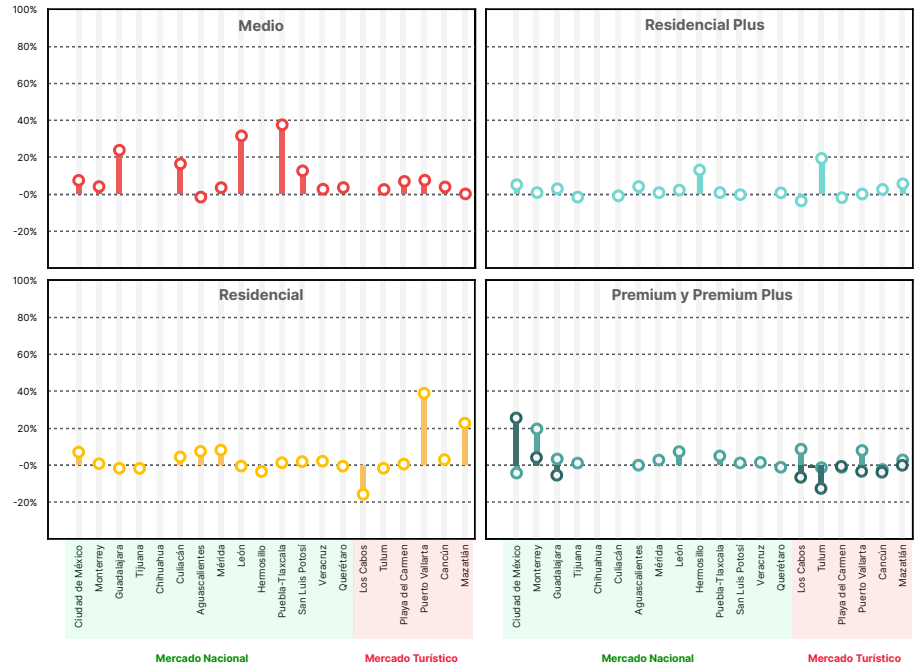 Medio
Residencial Plus
100%
80%
60%
40%
20%
-0%
-20%
Residencial
Premium y Premium Plus
100%
80%
60%
40%
20%
-0%
-20%
Ciudad de México
Monterrey
Guadalajara
Tijuana
Chihuahua
Culiacán
Aguascalientes
Mérida
León
Hermosillo
Puebla-Tlaxcala
San Luis Potosí
Veracruz
Querétaro
Los Cabos
Tulum
Playa del Carmen
Puerto Vallarta
Cancún
Mazatlán
Ciudad de México
Monterrey
Guadalajara
Tijuana
Chihuahua
Culiacán
Aguascalientes
Mérida
León
Hermosillo
Puebla-Tlaxcala
San Luis Potosí
Veracruz
Querétaro
Los Cabos
Tulum
Playa del Carmen
Puerto Vallarta
Cancún
Mazatlán
Mercado Nacional
Mercado Turístico
Mercado Nacional
Mercado Turístico